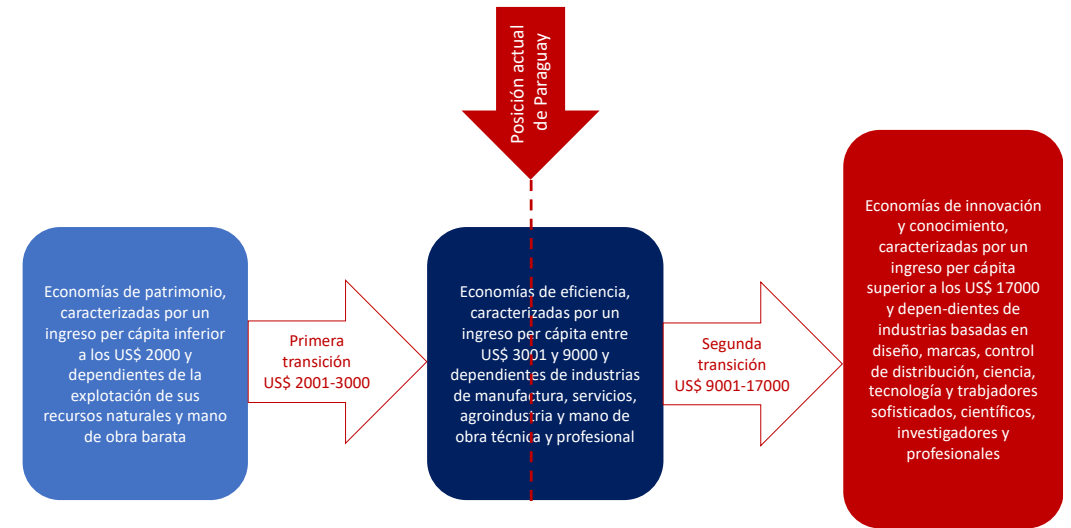 Posición actual
de Paraguay
Economías de patrimonio,
caracterizadas por un
ingreso per cápita inferior
a los US$ 2000 y
dependientes de la
explotación de sus
recursos naturales y mano
de obra barata
Primera
transición
US$ 2001-3000
Economías de eficiencia,
caracterizadas por un
ingreso per cápita entre
US$ 3001 y 9000 y
dependientes de industrias
de manufactura, servicios,
agroindustria y mano de
obra técnica y profesional
Segunda
transición
US$ 9001-17000
Economías de innovación
y conocimiento,
caracterizadas por un
ingreso per cápita
superior a los US$ 17000
y depen-dientes de
industrias basadas en
diseño, marcas, control
de distribución, ciencia,
tecnología y trabjadores
sofisticados, científicos,
investigadores y
profesionales